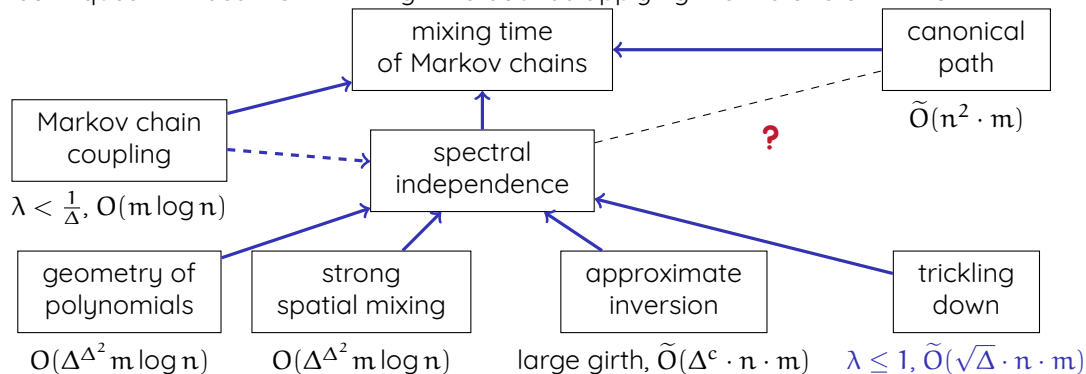 mixing time
of Markov chains
canonical
path
Õ(n² · m)
Markov chain
coupling
λ < 1/Δ, O(m log n)
?
spectral
independence
geometry of
polynomials
O(Δ^Δ² m log n)
strong
spatial mixing
O(Δ^Δ² m log n)
approximate
inversion
large girth, Õ(Δᶜ · n · m)
trickling
down
λ ≤ 1, Õ(√Δ · n · m)